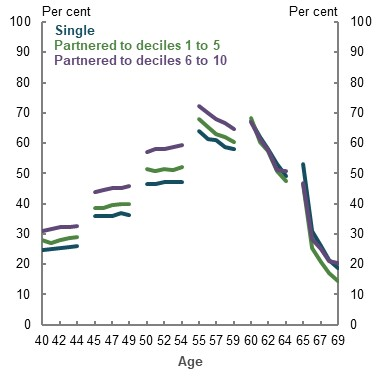 Per cent Per cent
Single
Partnered to deciles 1 to 5
Partnered to deciles 6 to 10
100 100
90 90
80 80
70 70
60 60
50 50
40 40
30 30
20 20
10 10
0 0
40 42 44 45 47 49 50 52 54 55 57 59 60 62 64 65 67 69
Age